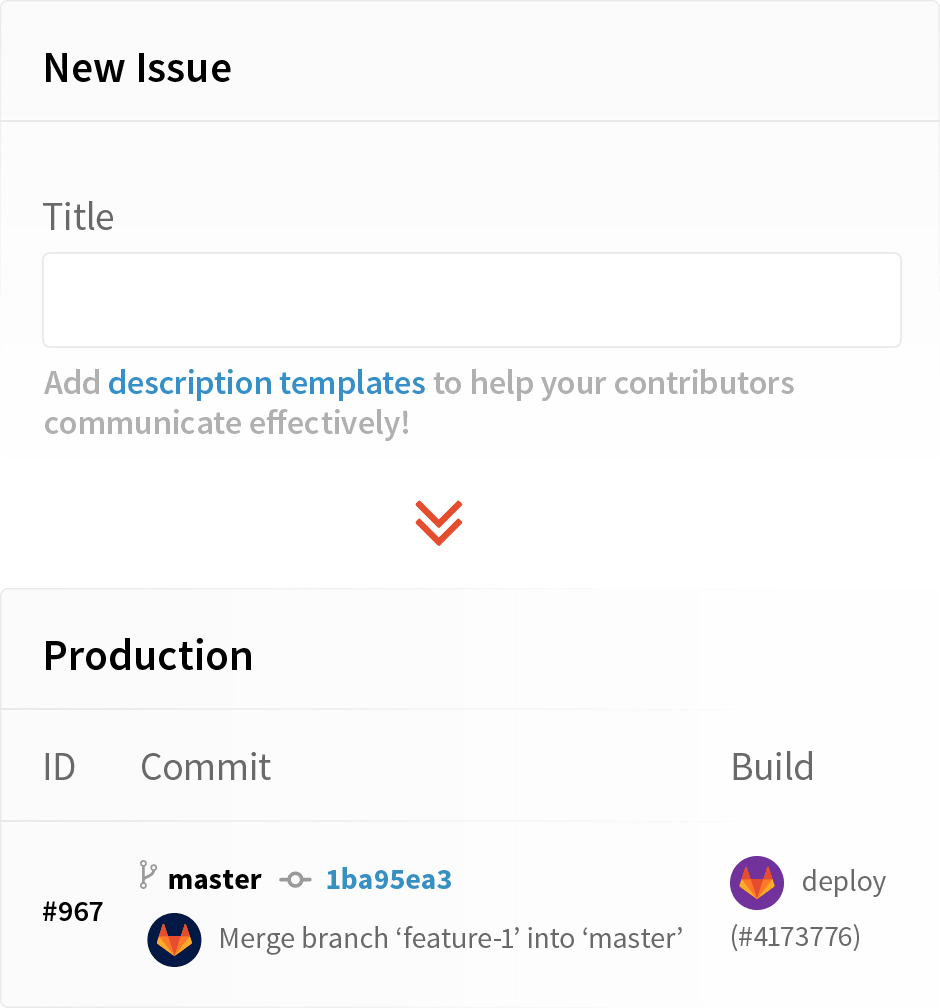 New Issue
Title
Add description templates to help your contributors
communicate effectively!
Production
ID Commit Build
master 1ba95ea3 deploy
#967
Merge branch ‘feature-1’ into ‘master’ (#4173776)